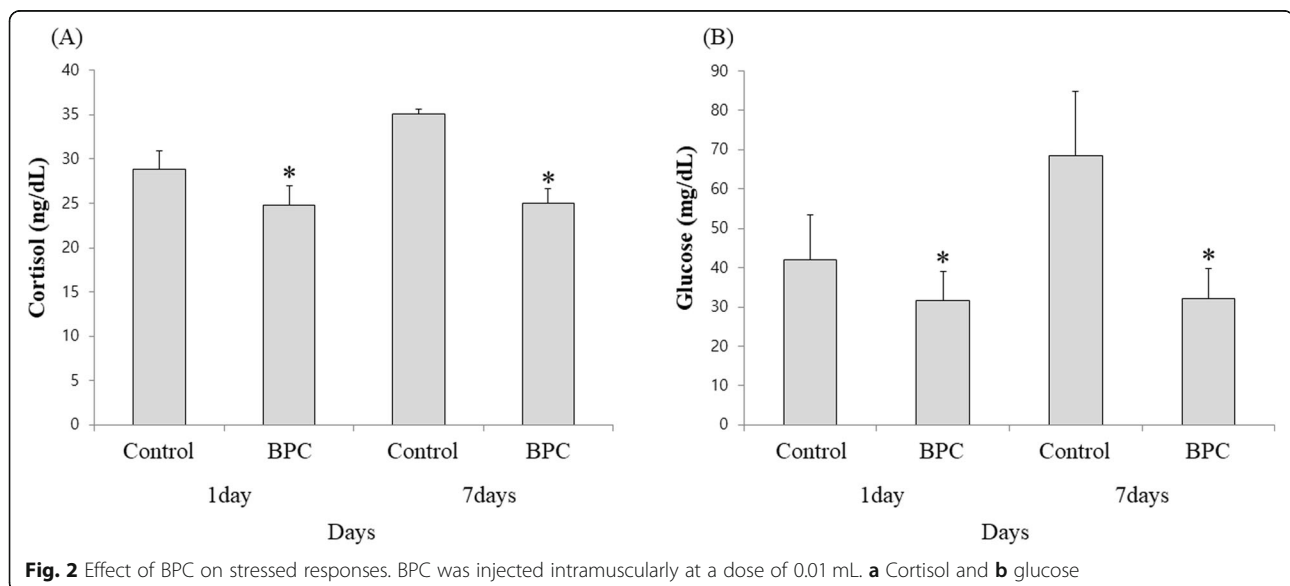 (A)
40
35
30
25
20
15
10
5
0
Cortisol (ng/dL)
*
*
Control BPC Control BPC
1day 7days
Days
(B)
90
80
70
60
50
40
30
20
10
0
Glucose (mg/dL)
*
*
Control BPC Control BPC
1day 7days
Days
Fig. 2 Effect of BPC on stressed responses. BPC was injected intramuscularly at a dose of 0.01 mL. a Cortisol and b glucose